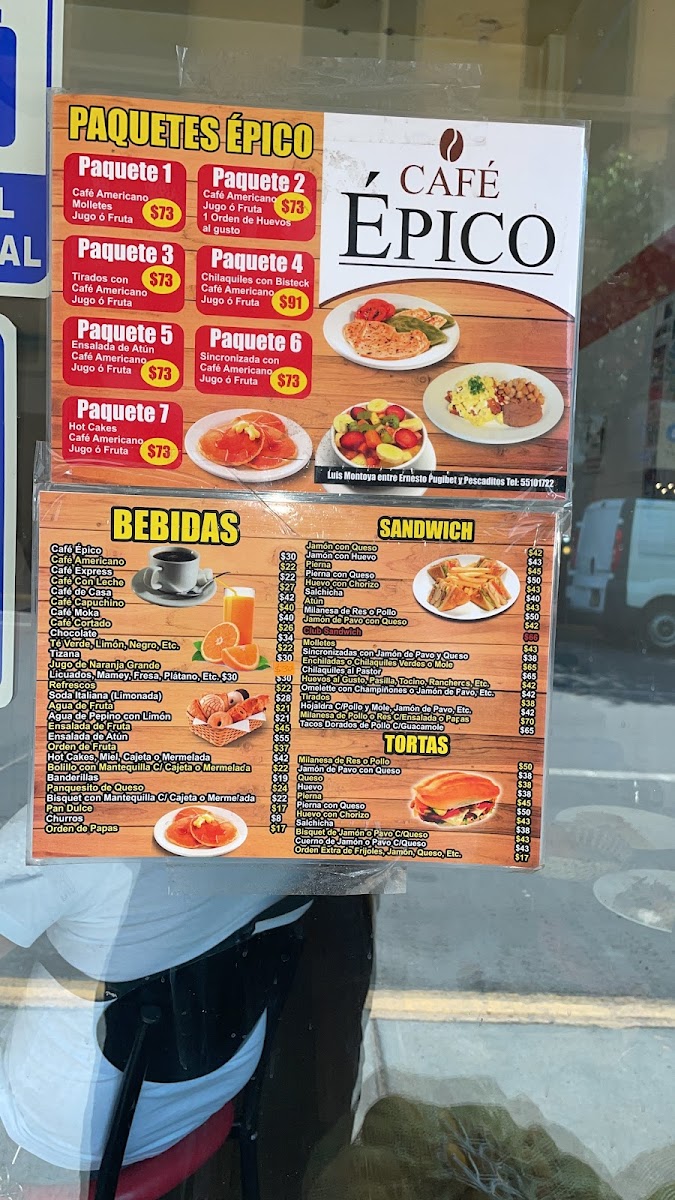 L
AL
PAQUETES ÉPICO
Paquete 1
Café Americano
Molletes
Jugo ó Fruta
$73
Paquete 2
Café Americano
Jugo ó Fruta
1 Orden de Huevos
al gusto
$73
Paquete 3
Tirados con
Café Americano
Jugo ó Fruta
$73
Paquete 4
Chilaquiles con Bisteck
Café Americano
Jugo ó Fruta
$91
Paquete 5
Ensalada de Atún
Café Americano
Jugo ó Fruta
$73
Paquete 6
Sincronizada con
Café Americano
Jugo ó Fruta
$73
Paquete 7
Hot Cakes
Café Americano
Jugo ó Fruta
$73
CAFÉ
ÉPICO
Luis Montoya entre Ernesto Pugibet y Pescaditos Tel: 55101722
BEBIDAS
Café Épico $30
Café Americano $22
Café Express $22
Café Con Leche $27
Café de Casa $42
Café Capuchino $40
Café Moka $40
Café Cortado $26
Chocolate $34
Té Verde, Limón, Negro, Etc. $22
Tizana $30
Jugo de Naranja Grande $30
Licuados, Mamey, Fresa, Plátano, Etc. $30
Refrescos $22
Soda Italiana (Limonada) $28
Agua de Fruta $21
Agua de Pepino con Limón $21
Ensalada de Fruta $45
Ensalada de Atún $55
Orden de Fruta $37
Hot Cakes, Miel, Cajeta o Mermelada $42
Bolillo con Mantequilla C/ Cajeta o Mermelada $22
Banderillas $19
Panquesito de Queso $24
Bisquet con Mantequilla C/ Cajeta o Mermelada $22
Pan Dulce $17
Churros $8
Orden de Papas $17
SANDWICH
Jamón con Queso $42
Jamón con Huevo $43
Pierna $45
Pierna con Queso $50
Huevo con Chorizo $43
Salchicha $40
Atún $43
Milanesa de Res o Pollo $50
Jamón de Pavo con Queso $42
Club Sandwich $66
Molletes $43
Sincronizadas con Jamón de Pavo y Queso $38
Enchiladas o Chilaquiles Verdes o Mole $65
Chilaquiles al Pastor $65
Huevos al Gusto, Pasilla, Tocino, Rancheros, Etc. $42
Omelette con Champiñones o Jamón de Pavo, Etc. $42
Tirados $38
Hojaldra C/Pollo y Mole, Jamón de Pavo, Etc. $42
Milanesa de Pollo o Res C/Ensalada o Papas $70
Tacos Dorados de Pollo C/Guacamole $65
TORTAS
Milanesa de Res o Pollo $50
Jamón de Pavo con Queso $38
Queso $38
Huevo $38
Pierna $45
Pierna con Queso $50
Huevo con Chorizo $43
Salchicha $38
Bisquet de Jamón o Pavo C/Queso $43
Cuerno de Jamón o Pavo C/Queso $43
Orden Extra de Frijoles, Jamón, Queso, Etc. $17